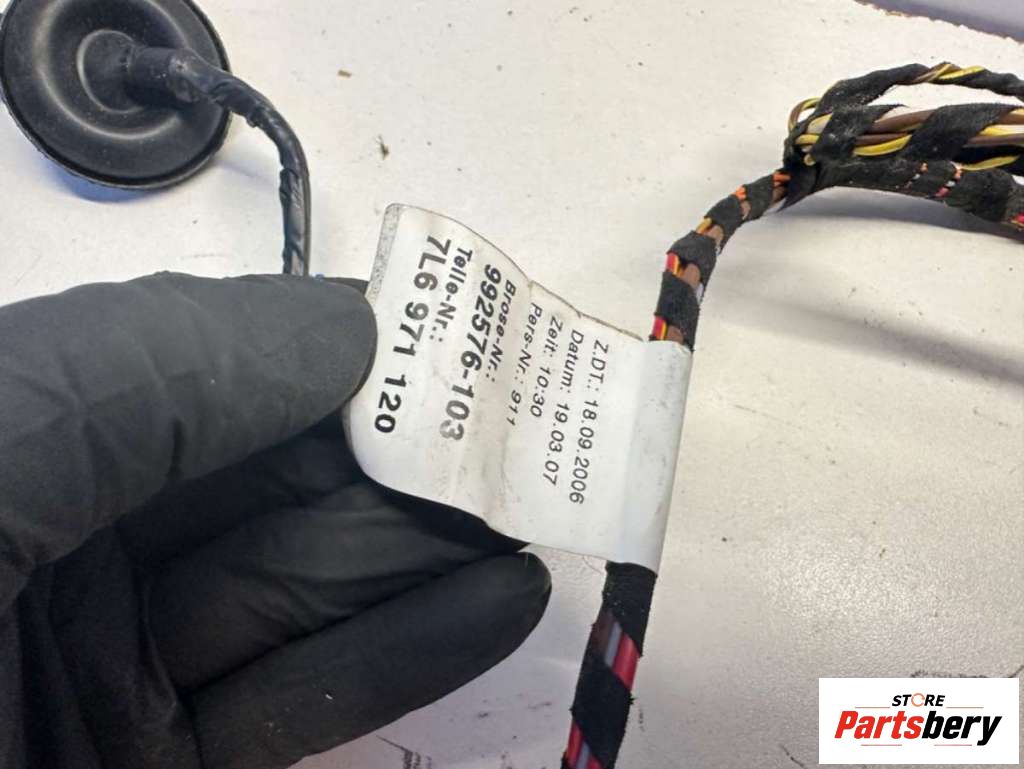 Z.DT.: 18.09.2006
Datum: 19.03.07
Zeit: 10:30
Pers-Nr.: 911
Brose-Nr.:
992576-103
Teile-Nr.:
7L6 971 120
STORE
Partsbery